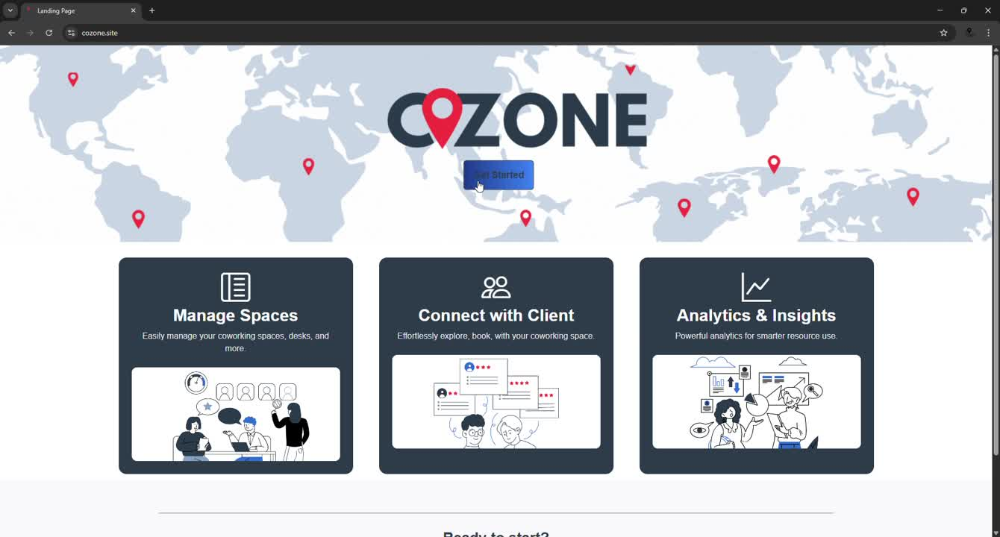 Landing Page
cozone.site
COZONE
Get Started
Manage Spaces
Easily manage your coworking spaces, desks, and
more.
Connect with Client
Effortlessly explore, book, with your coworking space.
Analytics & Insights
Powerful analytics for smarter resource use.
Ready to start?